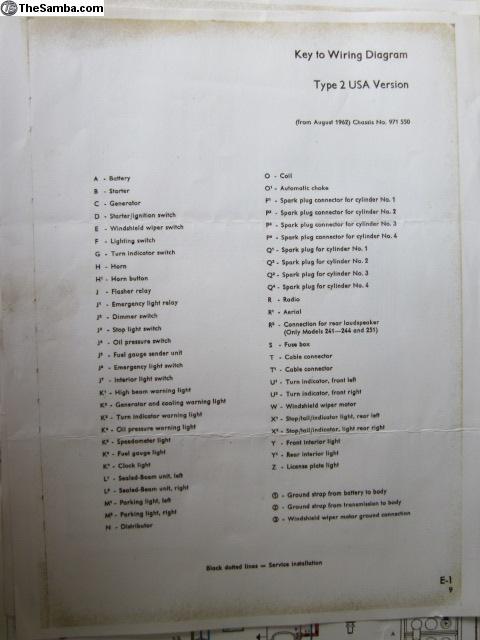 TheSamba.com
Key to Wiring Diagram
Type 2 USA Version
(from August 1962) Chassis No. 971 550
A - Battery
B - Starter
C - Generator
D - Starter/ignition switch
E - Windshield wiper switch
F - Lighting switch
G - Turn indicator switch
H - Horn
H¹ - Horn button
J - Flasher relay
J¹ - Emergency light relay
J² - Dimmer switch
J³ - Stop light switch
J⁴ - Oil pressure switch
J⁵ - Fuel gauge sender unit
J⁶ - Emergency light switch
J⁷ - Interior light switch
K¹ - High beam warning light
K² - Generator and cooling warning light
K³ - Turn indicator warning light
K⁴ - Oil pressure warning light
K⁵ - Speedometer light
K⁶ - Fuel gauge light
K⁷ - Clock light
L¹ - Sealed-Beam unit, left
L² - Sealed-Beam unit, right
M¹ - Parking light, left
M² - Parking light, right
N - Distributor
O - Coil
O¹ - Automatic choke
P¹ - Spark plug connector for cylinder No. 1
P² - Spark plug connector for cylinder No. 2
P³ - Spark plug connector for cylinder No. 3
P⁴ - Spark plug connector for cylinder No. 4
Q¹ - Spark plug for cylinder No. 1
Q² - Spark plug for cylinder No. 2
Q³ - Spark plug for cylinder No. 3
Q⁴ - Spark plug for cylinder No. 4
R - Radio
R¹ - Aerial
R² - Connection for rear loudspeaker
(Only Models 241—244 and 251)
S - Fuse box
T - Cable connector
T¹ - Cable connector
U¹ - Turn indicator, front left
U² - Turn indicator, front right
W - Windshield wiper motor
X¹ - Stop/tail/indicator light, rear left
X² - Stop/tail/indicator, light rear right
Y - Front interior light
Y¹ - Rear interior light
Z - License plate light
① - Ground strap from battery to body
② - Ground strap from transmission to body
③ - Windshield wiper motor ground connection
Black dotted lines = Service installation
E-1
9